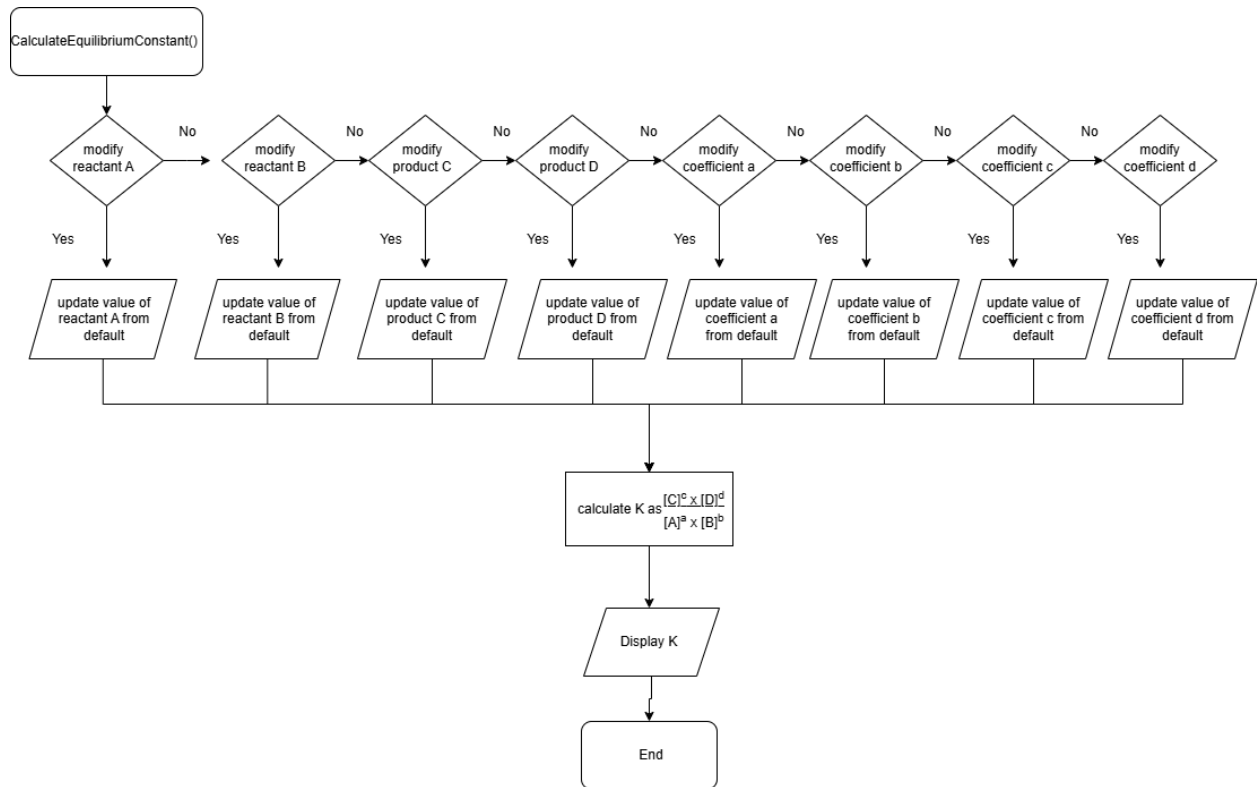 CalculateEquilibriumConstant()
modify
reactant A
No
modify
reactant B
No
modify
product C
No
modify
product D
No
modify
coefficient a
No
modify
coefficient b
No
modify
coefficient c
No
modify
coefficient d
Yes
Yes
Yes
Yes
Yes
Yes
Yes
Yes
update value of
reactant A from
default
update value of
reactant B from
default
update value of
product C from
default
update value of
product D from
default
update value of
coefficient a
from default
update value of
coefficient b
from default
update value of
coefficient c from
default
update value of
coefficient d from
default
calculate K as [C]ᶜ x [D]ᵈ
[A]ᵃ x [B]ᵇ
Display K
End